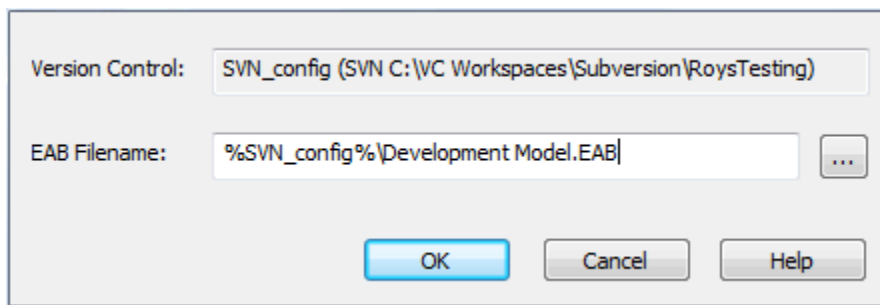 Version Control: SVN_config (SVN C:\VC Workspaces\Subversion\RoysTesting)
EAB Filename: %SVN_config%\Development Model.EAB ...
OK Cancel Help